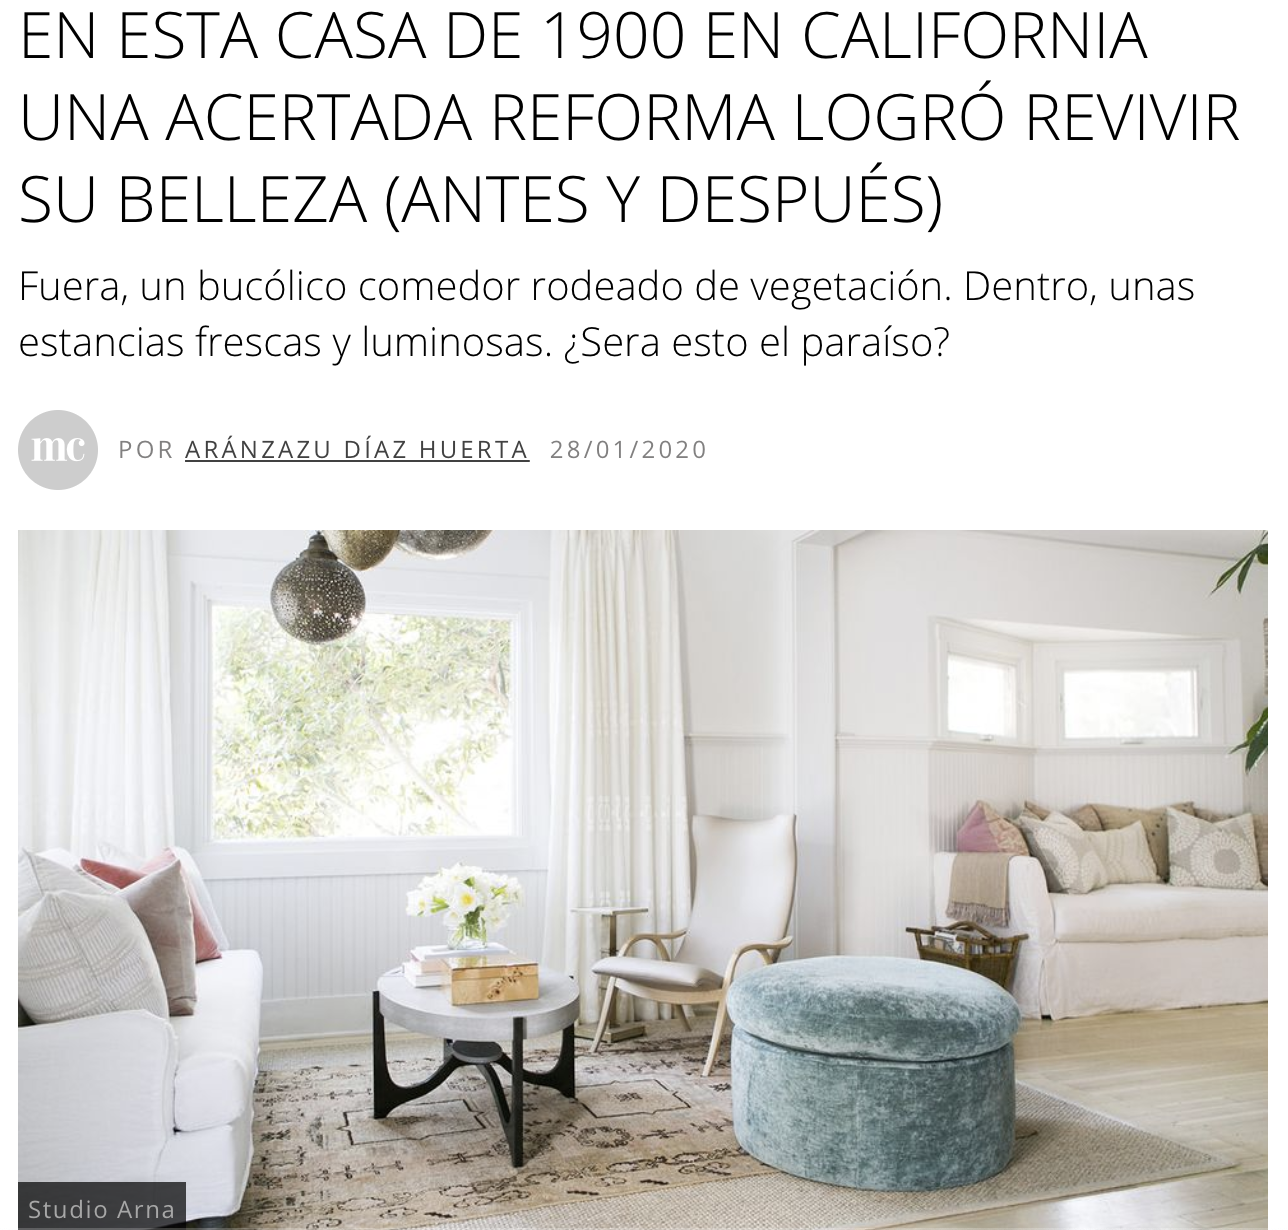 EN ESTA CASA DE 1900 EN CALIFORNIA
UNA ACERTADA REFORMA LOGRÓ REVIVIR
SU BELLEZA (ANTES Y DESPUÉS)
Fuera, un bucólico comedor rodeado de vegetación. Dentro, unas
estancias frescas y luminosas. ¿Sera esto el paraíso?
mc POR ARÁNZAZU DÍAZ HUERTA 28/01/2020
Studio Arna